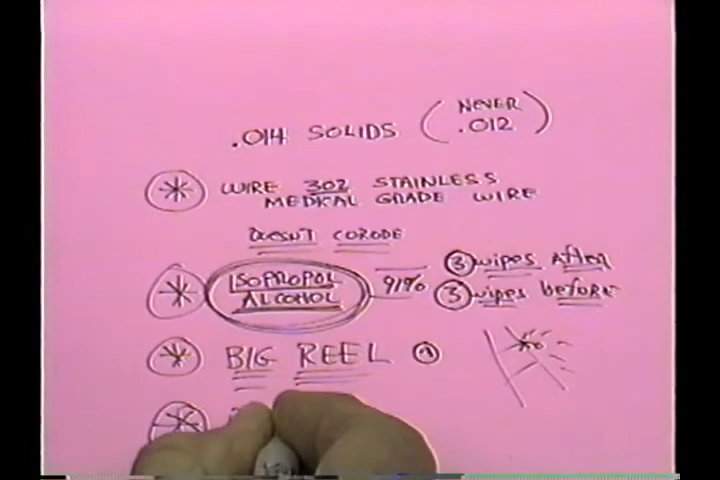 .014 SOLIDS (NEVER .012)
WIRE 302 STAINLESS
MEDICAL GRADE WIRE
DOESN'T CORODE
ISOPROPOL
ALCOHOL
91%
3 wipes After
3 wipes before
BIG REEL